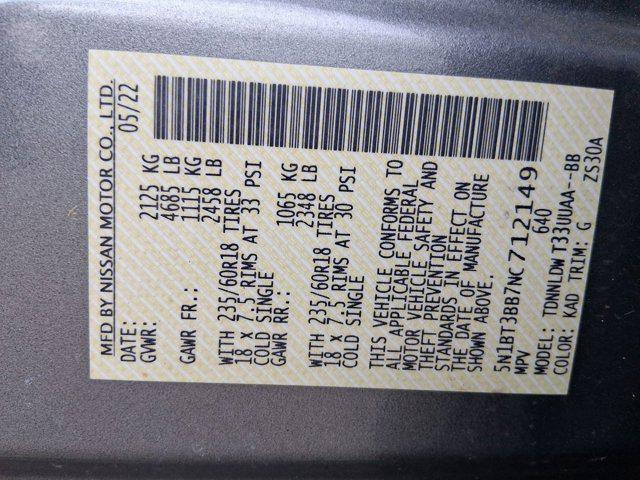 MFD BY NISSAN MOTOR CO., LTD.
DATE: 05/22
GVWR: 2125 KG
4685 LB
GAWR FR.: 1115 KG
2458 LB
WITH 235/60R18 TIRES
18 X 7.5 RIMS AT 33 PSI
COLD SINGLE
GAWR RR.: 1065 KG
2348 LB
WITH 235/60R18 TIRES
18 X 7.5 RIMS AT 30 PSI
COLD SINGLE
THIS VEHICLE CONFORMS TO
ALL APPLICABLE FEDERAL
MOTOR VEHICLE SAFETY AND
THEFT PREVENTION
STANDARDS IN EFFECT ON
THE DATE OF MANUFACTURE
SHOWN ABOVE.
5N1BT3BB7NC712149
MPV 640
MODEL: TDNNLDWT33UUAA--BB
COLOR: KAD TRIM: G ZS30A